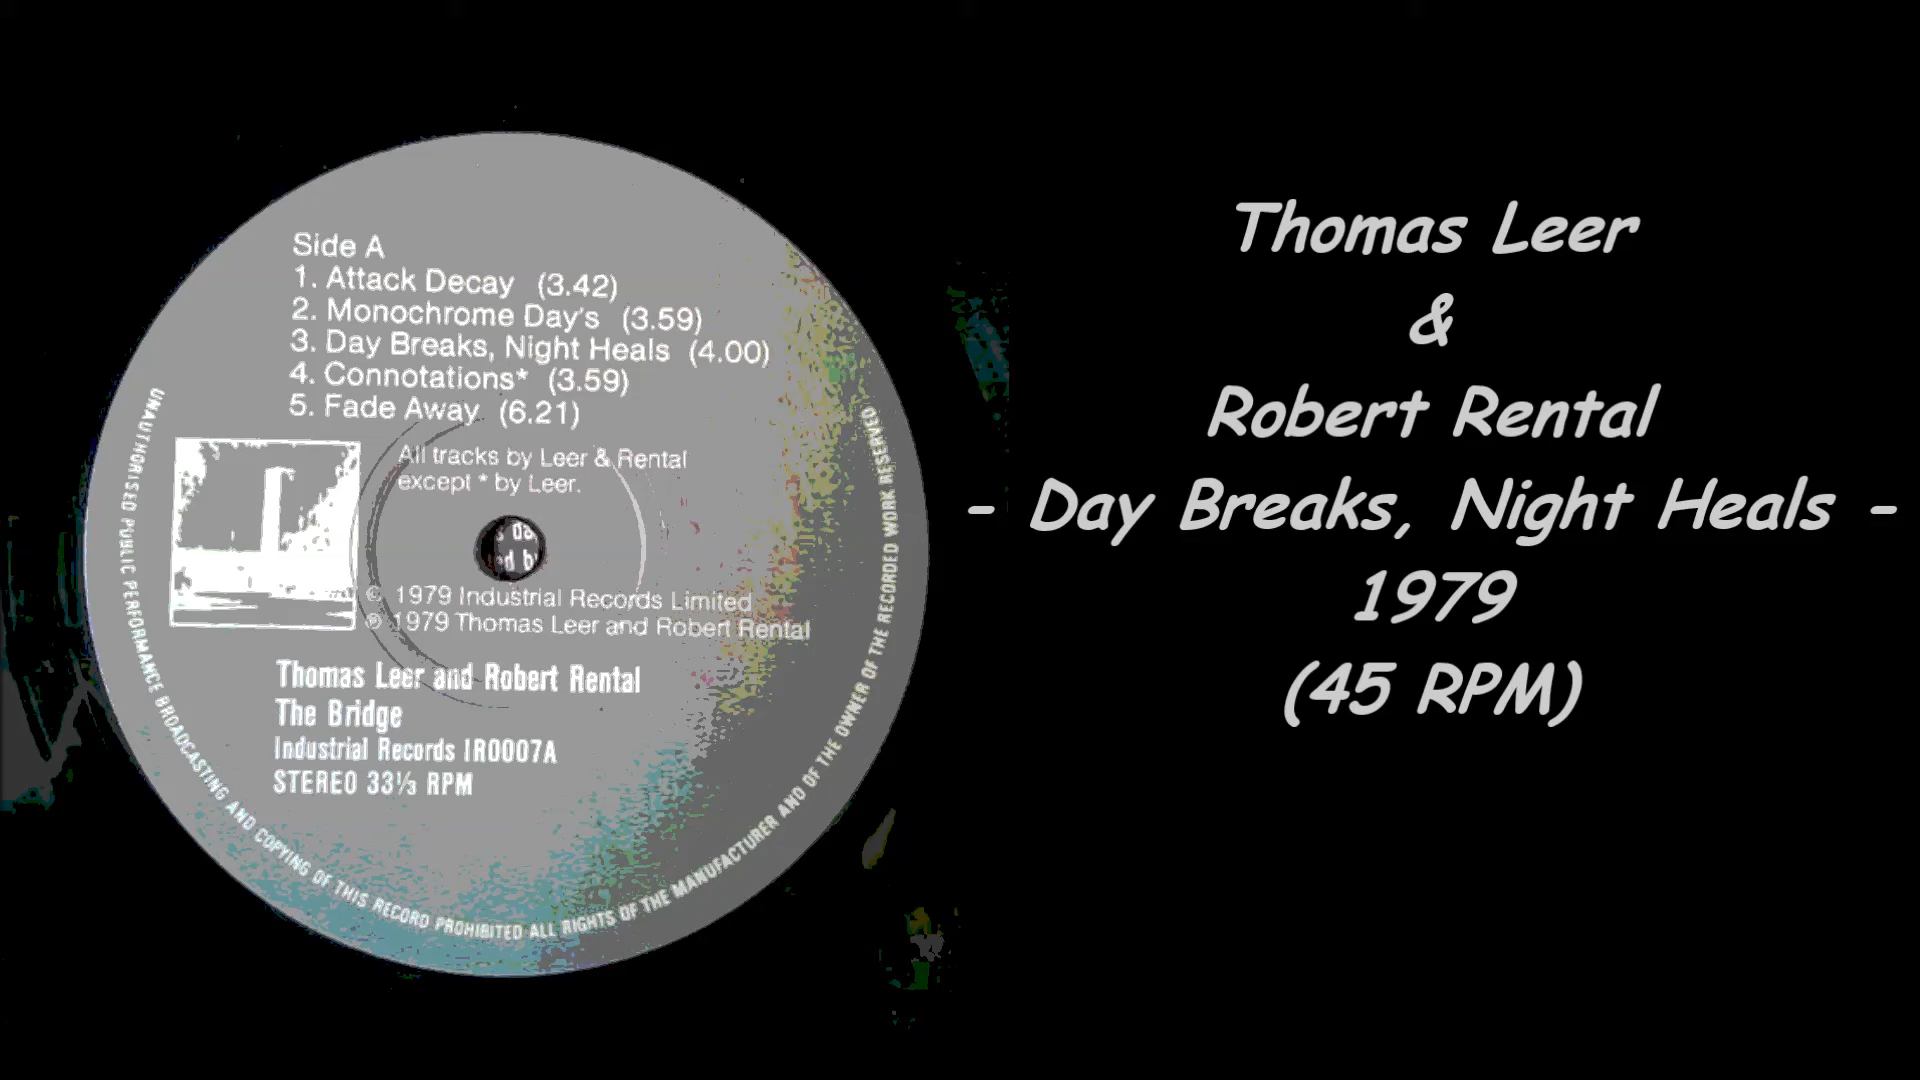 Side A
1. Attack Decay (3.42)
2. Monochrome Day's (3.59)
3. Day Breaks, Night Heals (4.00)
4. Connotations* (3.59)
5. Fade Away (6.21)
All tracks by Leer & Rental
except * by Leer.
© 1979 Industrial Records Limited
℗ 1979 Thomas Leer and Robert Rental
Thomas Leer and Robert Rental
The Bridge
Industrial Records IR0007A
STEREO 33⅓ RPM
UNAUTHORISED PUBLIC PERFORMANCE BROADCASTING AND COPYING OF THIS RECORD PROHIBITED ALL RIGHTS OF THE MANUFACTURER AND OF THE OWNER OF THE RECORDED WORK RESERVED
Thomas Leer
&
Robert Rental
- Day Breaks, Night Heals -
1979
(45 RPM)